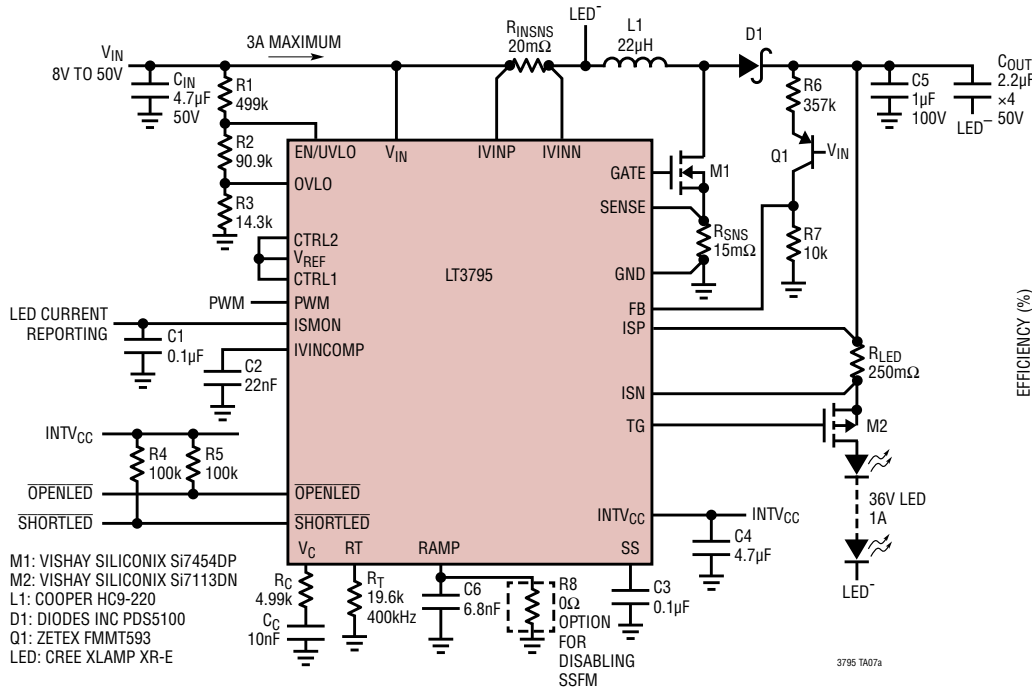 VIN
8V TO 50V
3A MAXIMUM
CIN
4.7µF
50V
R1
499k
R2
90.9k
R3
14.3k
RINSNS
20mΩ
LED–
L1
22µH
D1
R6
357k
Q1
VIN
R7
10k
C5
1µF
100V
COUT
2.2µF
×4
50V
LED–
EN/UVLO
VIN
IVINP
IVINN
OVLO
GATE
M1
SENSE
RSNS
15mΩ
GND
CTRL2
VREF
CTRL1
LT3795
PWM
PWM
FB
LED CURRENT
REPORTING
ISMON
ISP
C1
0.1µF
IVINCOMP
C2
22nF
RLED
250mΩ
ISN
TG
M2
INTVCC
R4
100k
R5
100k
OPENLED
OPENLED
SHORTLED
SHORTLED
36V LED
1A
LED–
INTVCC
INTVCC
C4
4.7µF
VC
RT
RAMP
SS
RC
4.99k
CC
10nF
RT
19.6k
400kHz
C6
6.8nF
R8
0Ω
OPTION
FOR
DISABLING
SSFM
C3
0.1µF
M1: VISHAY SILICONIX Si7454DP
M2: VISHAY SILICONIX Si7113DN
L1: COOPER HC9-220
D1: DIODES INC PDS5100
Q1: ZETEX FMMT593
LED: CREE XLAMP XR-E
3795 TA07a
EFFICIENCY (%)